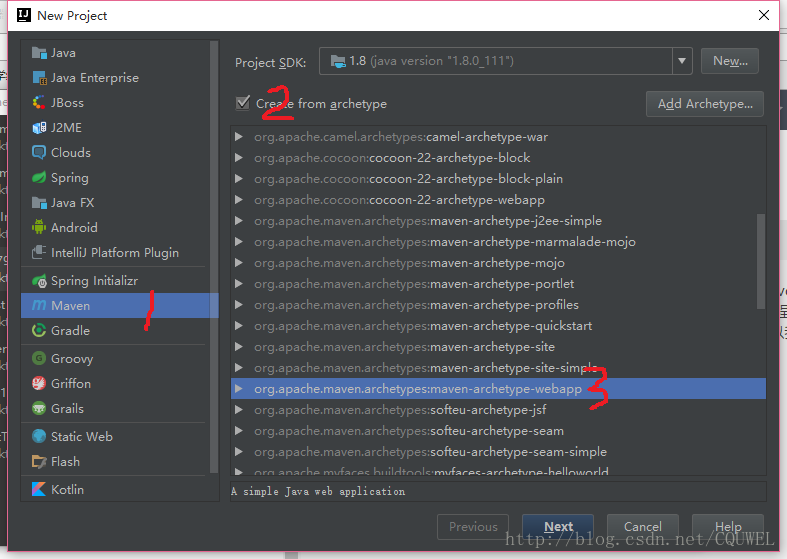 New Project
Java
Java Enterprise
JBoss
J2ME
Clouds
Spring
Java FX
Android
IntelliJ Platform Plugin
Spring Initializr
Maven
Gradle
Groovy
Griffon
Grails
Static Web
Flash
Kotlin
1
Project SDK: 1.8 (java version "1.8.0_111") New...
Create from archetype Add Archetype...
2
org.apache.camel.archetypes:camel-archetype-war
org.apache.cocoon:cocoon-22-archetype-block
org.apache.cocoon:cocoon-22-archetype-block-plain
org.apache.cocoon:cocoon-22-archetype-webapp
org.apache.maven.archetypes:maven-archetype-j2ee-simple
org.apache.maven.archetypes:maven-archetype-marmalade-mojo
org.apache.maven.archetypes:maven-archetype-mojo
org.apache.maven.archetypes:maven-archetype-portlet
org.apache.maven.archetypes:maven-archetype-profiles
org.apache.maven.archetypes:maven-archetype-quickstart
org.apache.maven.archetypes:maven-archetype-site
org.apache.maven.archetypes:maven-archetype-site-simple
org.apache.maven.archetypes:maven-archetype-webapp
3
org.apache.maven.archetypes:softeu-archetype-jsf
org.apache.maven.archetypes:softeu-archetype-seam
org.apache.maven.archetypes:softeu-archetype-seam-simple
org.apache.myfaces.buildtools:myfaces-archetype-helloworld
A simple Java web application
Previous Next Cancel Help
http://blog.csdn.net/CQUWEL